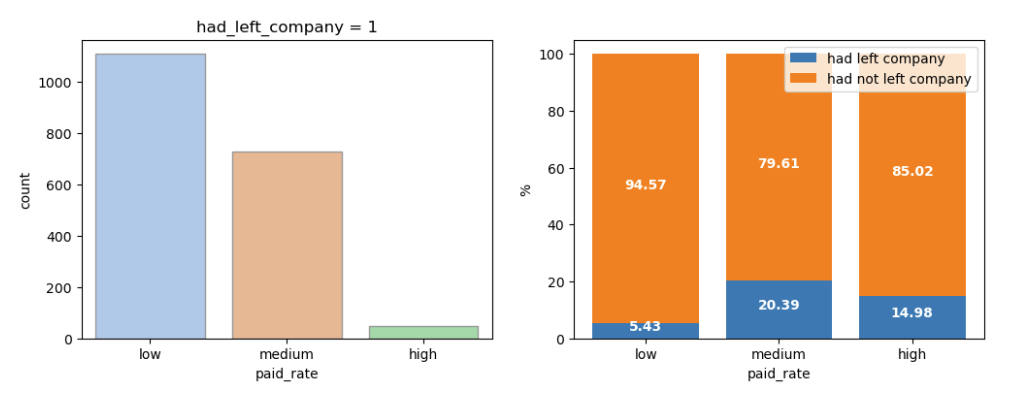 had_left_company = 1
count
1000
800
600
400
200
0
low medium high
paid_rate
%
100
80
60
40
20
0
had left company
had not left company
94.57
79.61
85.02
5.43
20.39
14.98
low medium high
paid_rate